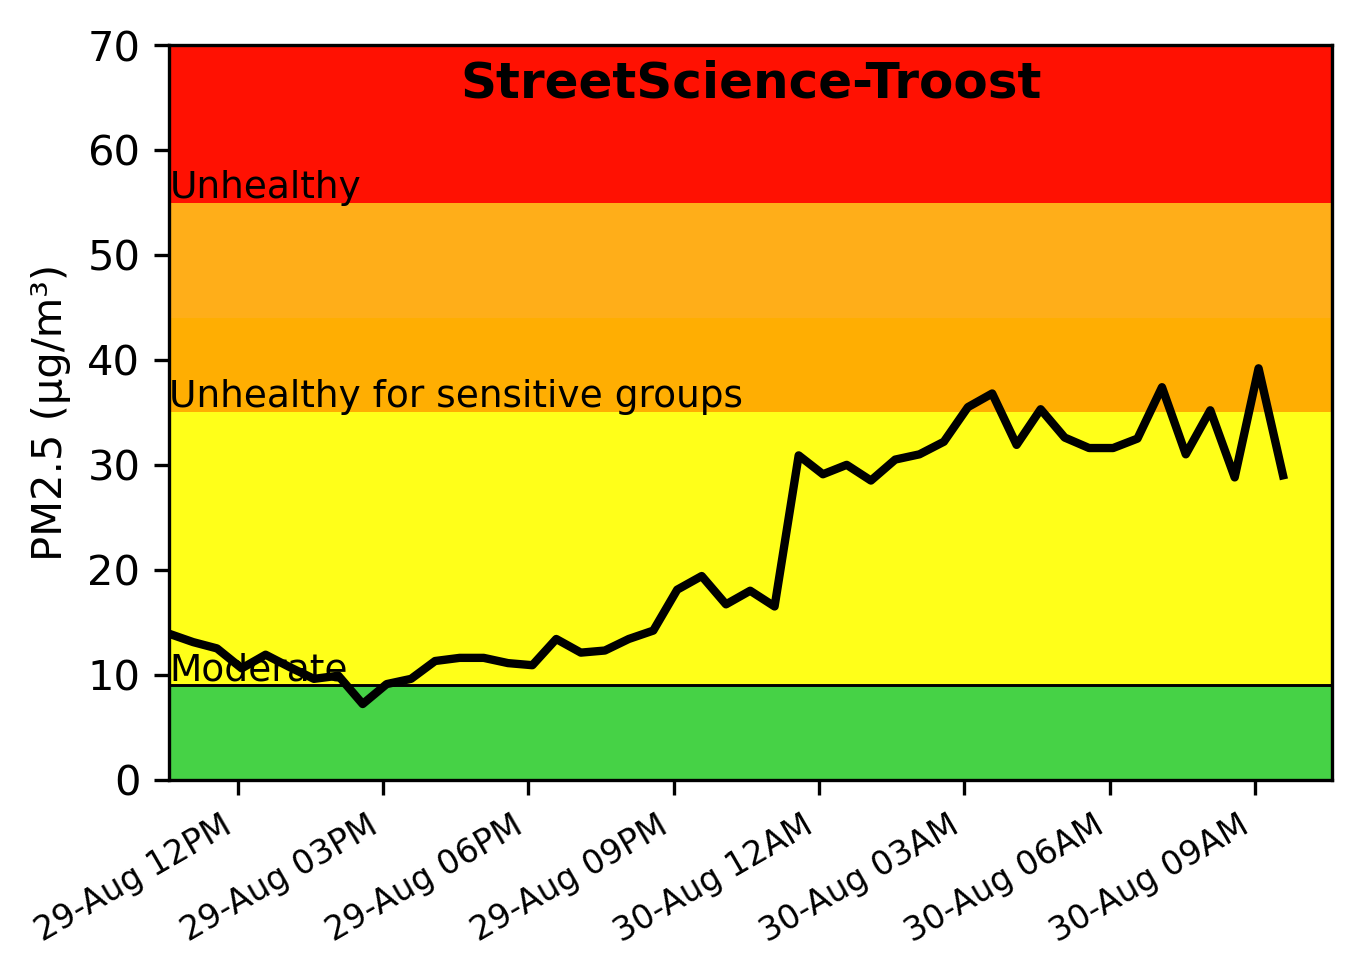 StreetScience-Troost
PM2.5 (µg/m³)
70
60
Unhealthy
50
40
Unhealthy for sensitive groups
30
20
10
Moderate
0
29-Aug 12PM
29-Aug 03PM
29-Aug 06PM
29-Aug 09PM
30-Aug 12AM
30-Aug 03AM
30-Aug 06AM
30-Aug 09AM